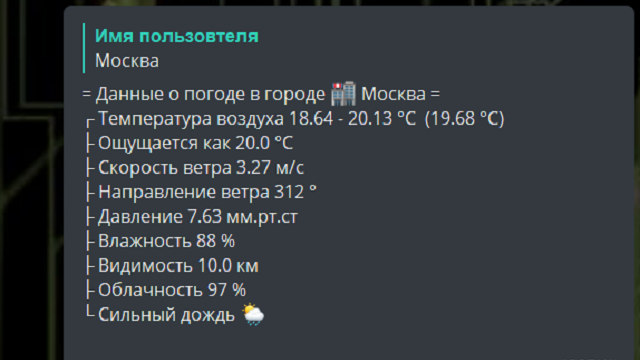 Имя пользовтеля
Москва
= Данные о погоде в городе 🏥 Москва =
┌ Температура воздуха 18.64 - 20.13 °C (19.68 °C)
├ Ощущается как 20.0 °C
├ Скорость ветра 3.27 м/с
├ Направление ветра 312 °
├ Давление 7.63 мм.рт.ст
├ Влажность 88 %
├ Видимость 10.0 км
├ Облачность 97 %
└ Сильный дождь 🌦